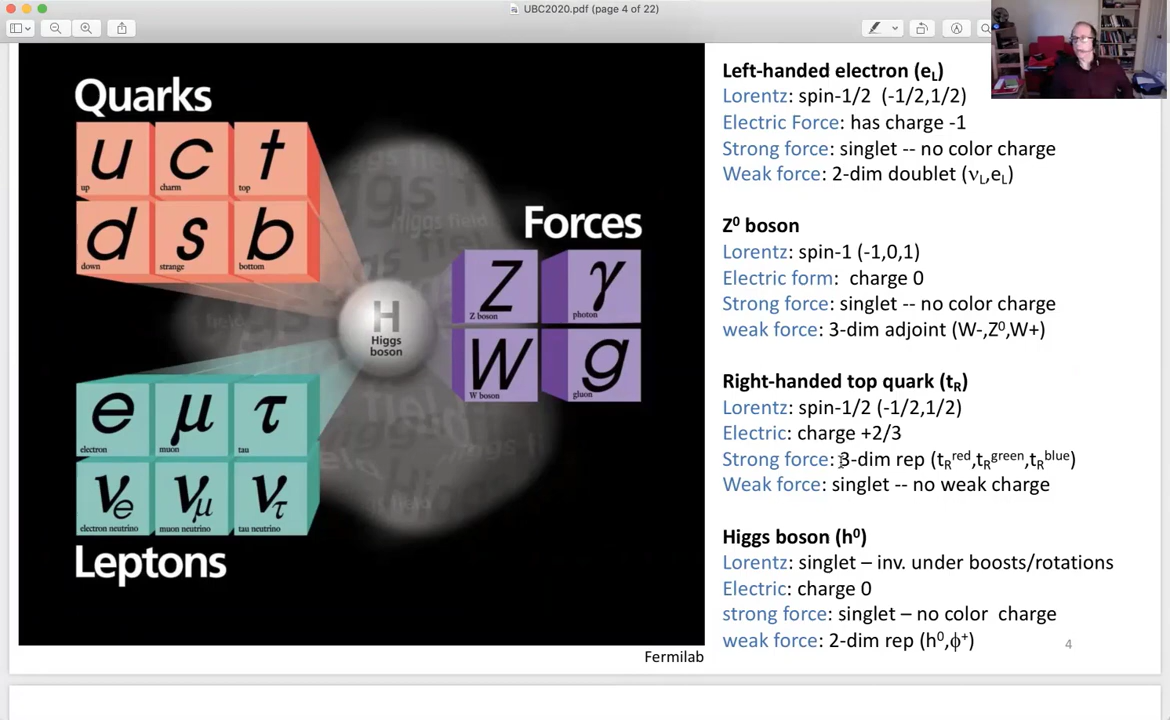 UBC2020.pdf (page 4 of 22)
Quarks
u c t
up charm top
d s b
down strange bottom
Higgs field
H
Higgs
boson
Forces
Z γ
Z boson photon
W g
W boson gluon
e μ τ
electron muon tau
νe νμ ντ
electron neutrino muon neutrino tau neutrino
Leptons
Fermilab
Left-handed electron (eL)
Lorentz: spin-1/2 (-1/2,1/2)
Electric Force: has charge -1
Strong force: singlet -- no color charge
Weak force: 2-dim doublet (νL,eL)
Z0 boson
Lorentz: spin-1 (-1,0,1)
Electric form: charge 0
Strong force: singlet -- no color charge
weak force: 3-dim adjoint (W-,Z0,W+)
Right-handed top quark (tR)
Lorentz: spin-1/2 (-1/2,1/2)
Electric: charge +2/3
Strong force: 3-dim rep (tRred,tRgreen,tRblue)
Weak force: singlet -- no weak charge
Higgs boson (h0)
Lorentz: singlet – inv. under boosts/rotations
Electric: charge 0
strong force: singlet – no color charge
weak force: 2-dim rep (h0,ϕ+)
4